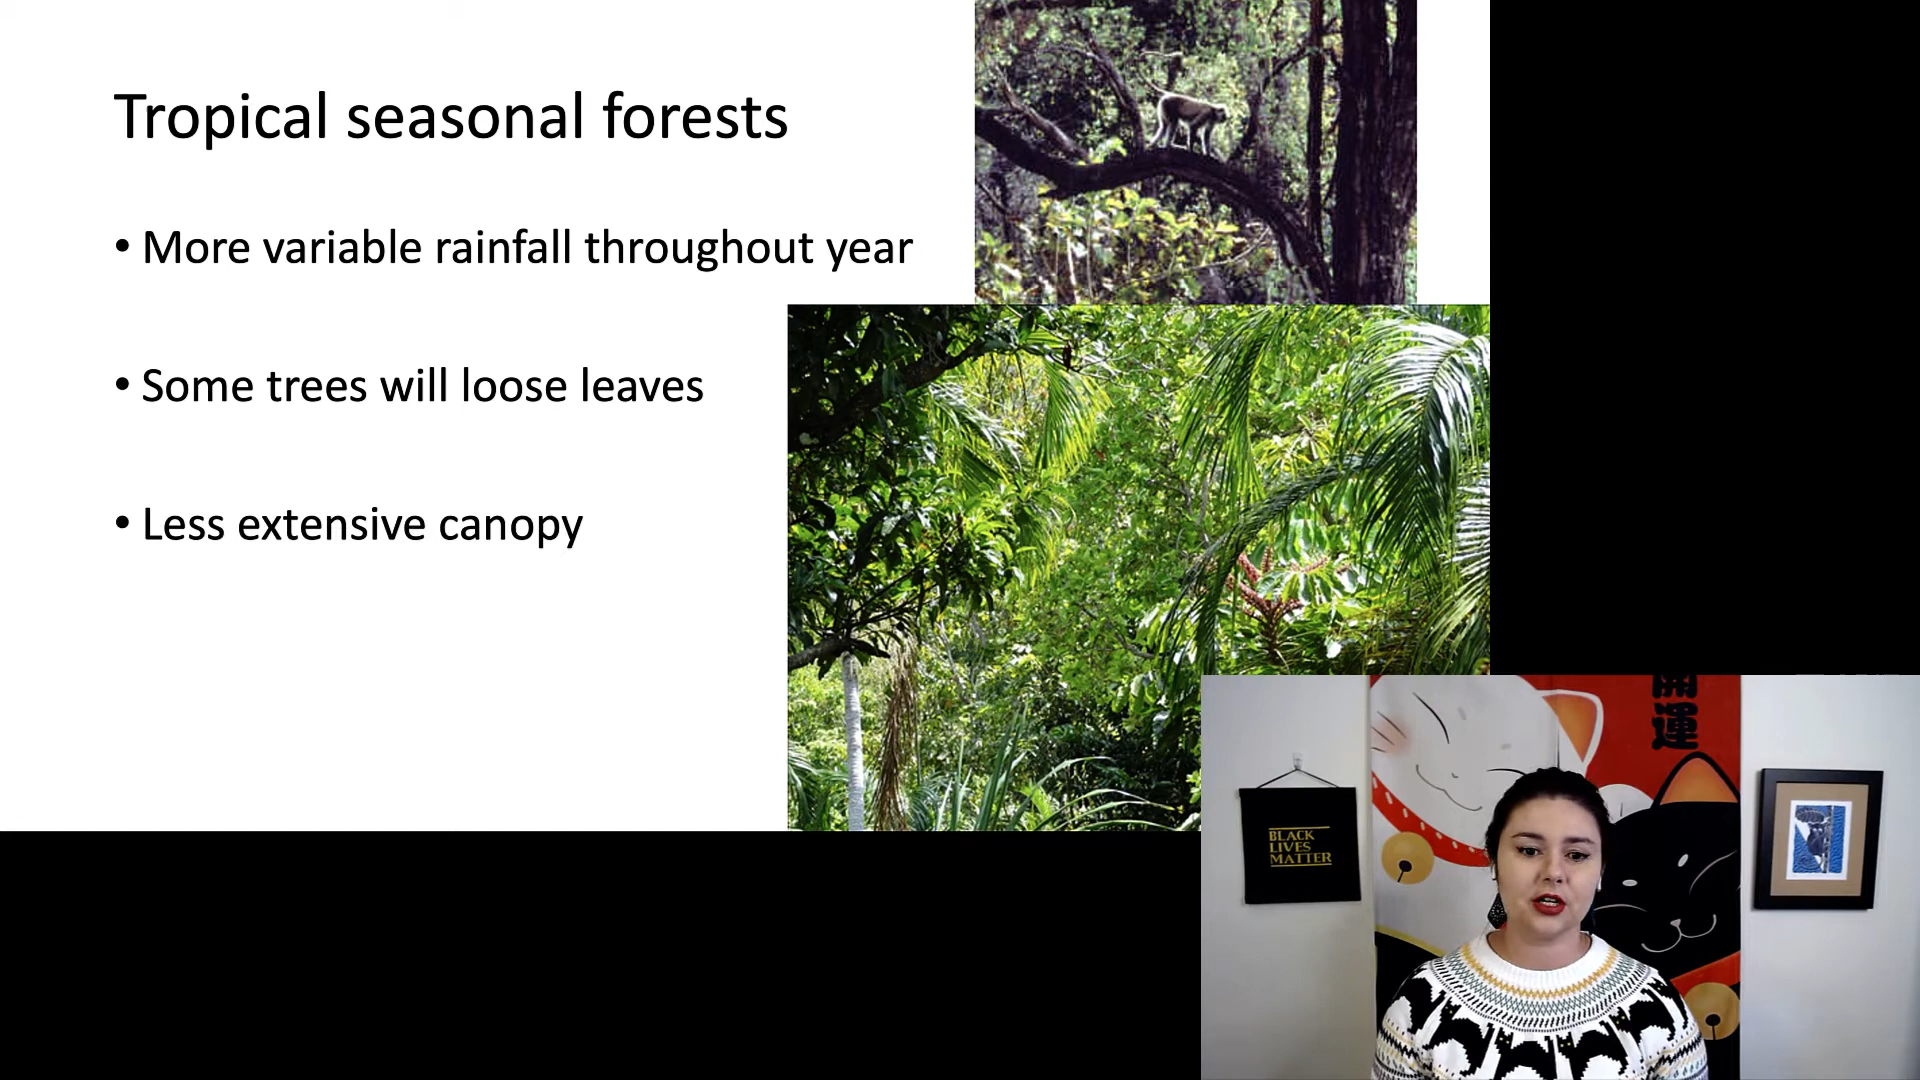 Tropical seasonal forests
• More variable rainfall throughout year
• Some trees will loose leaves
• Less extensive canopy
開
運
BLACK
LIVES
MATTER